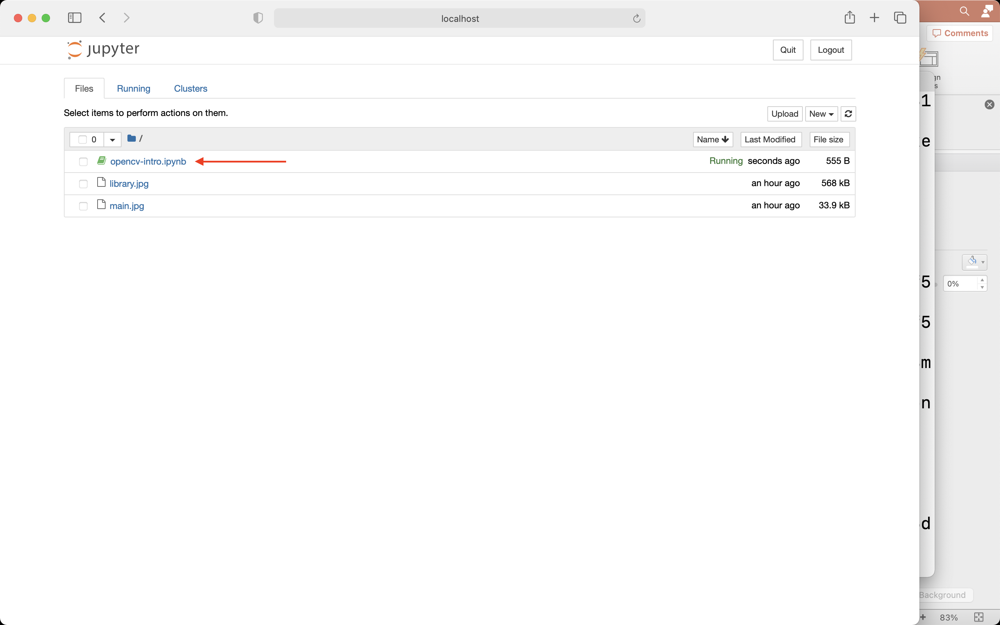 localhost
Comments
jupyter
Quit
Logout
Files
Running
Clusters
Select items to perform actions on them.
Upload
New
0
/
Name
Last Modified
File size
opencv-intro.ipynb
Running
seconds ago
555 B
library.jpg
an hour ago
568 kB
main.jpg
an hour ago
33.9 kB
1
e
5
0%
5
m
n
d
Background
83%